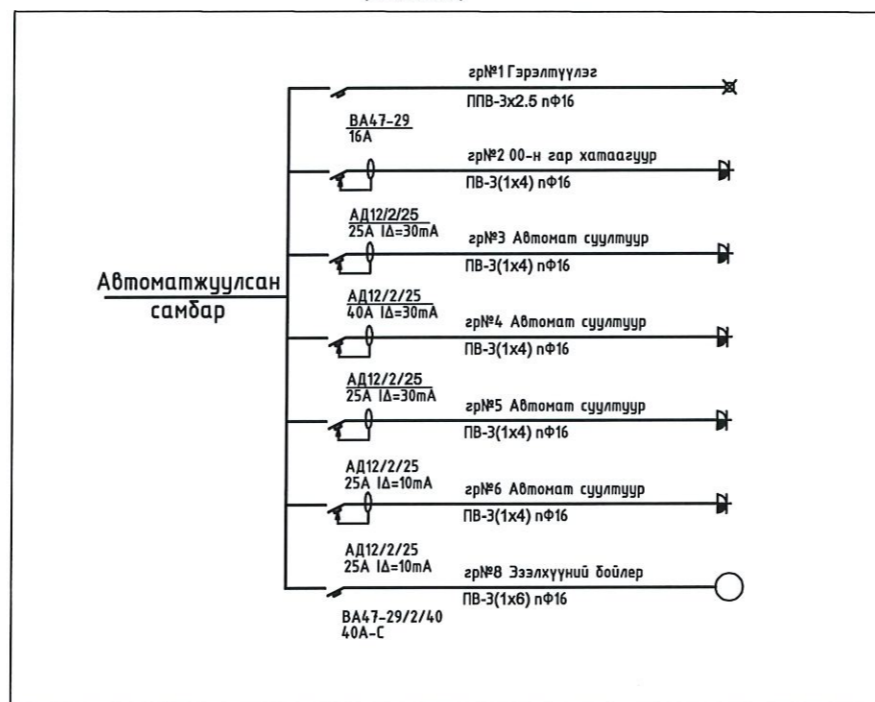 гр№1 Гэрэлтүүлэг
ППВ-3х2.5 пФ16
ВА47-29
16А
гр№2 00-н гар хатаагуур
ПВ-3(1х4) пФ16
АД12/2/25
25А IΔ=30mA
гр№3 Автомат суултуур
ПВ-3(1х4) пФ16
Автоматжуулсан
самбар
АД12/2/25
40А IΔ=30mA
гр№4 Автомат суултуур
ПВ-3(1х4) пФ16
АД12/2/25
25А IΔ=30mA
гр№5 Автомат суултуур
ПВ-3(1х4) пФ16
АД12/2/25
25А IΔ=10mA
гр№6 Автомат суултуур
ПВ-3(1х4) пФ16
АД12/2/25
25А IΔ=10mA
гр№8 Эзэлхүүний бойлер
ПВ-3(1х6) пФ16
ВА47-29/2/40
40А-С